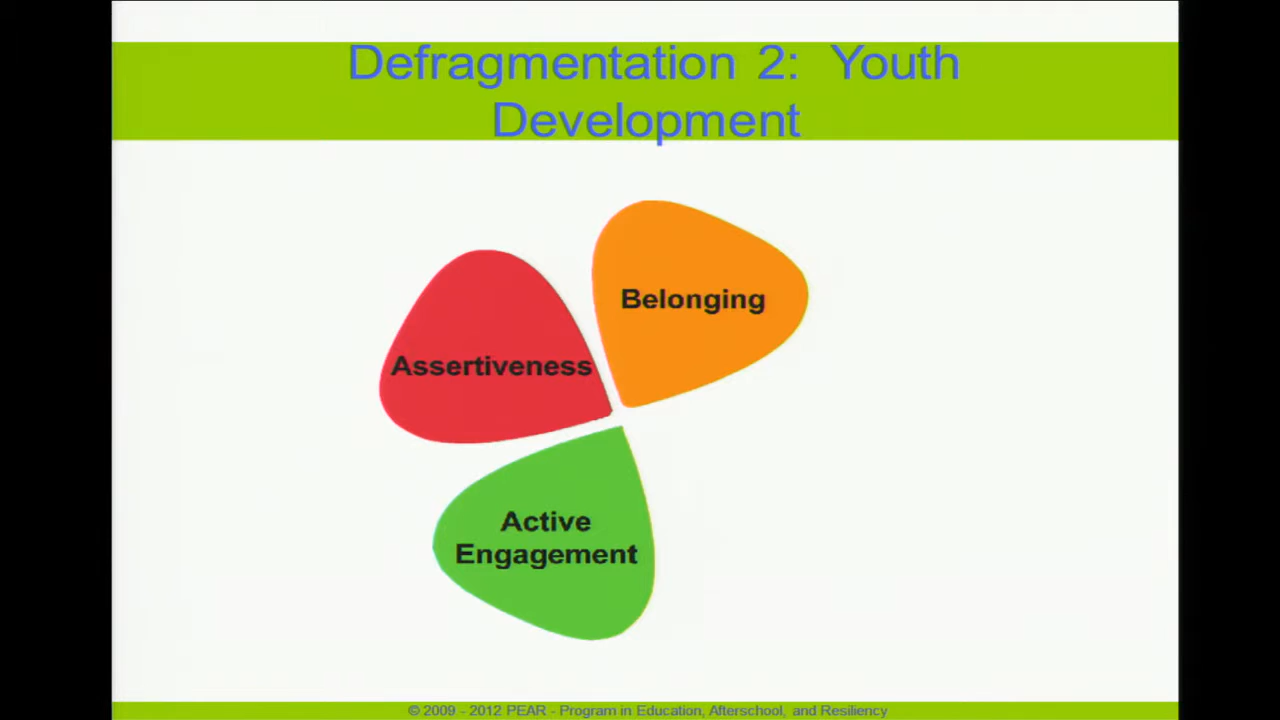 Defragmentation 2: Youth
Development
Belonging
Assertiveness
Active
Engagement
© 2009 - 2012 PEAR - Program in Education, Afterschool, and Resiliency